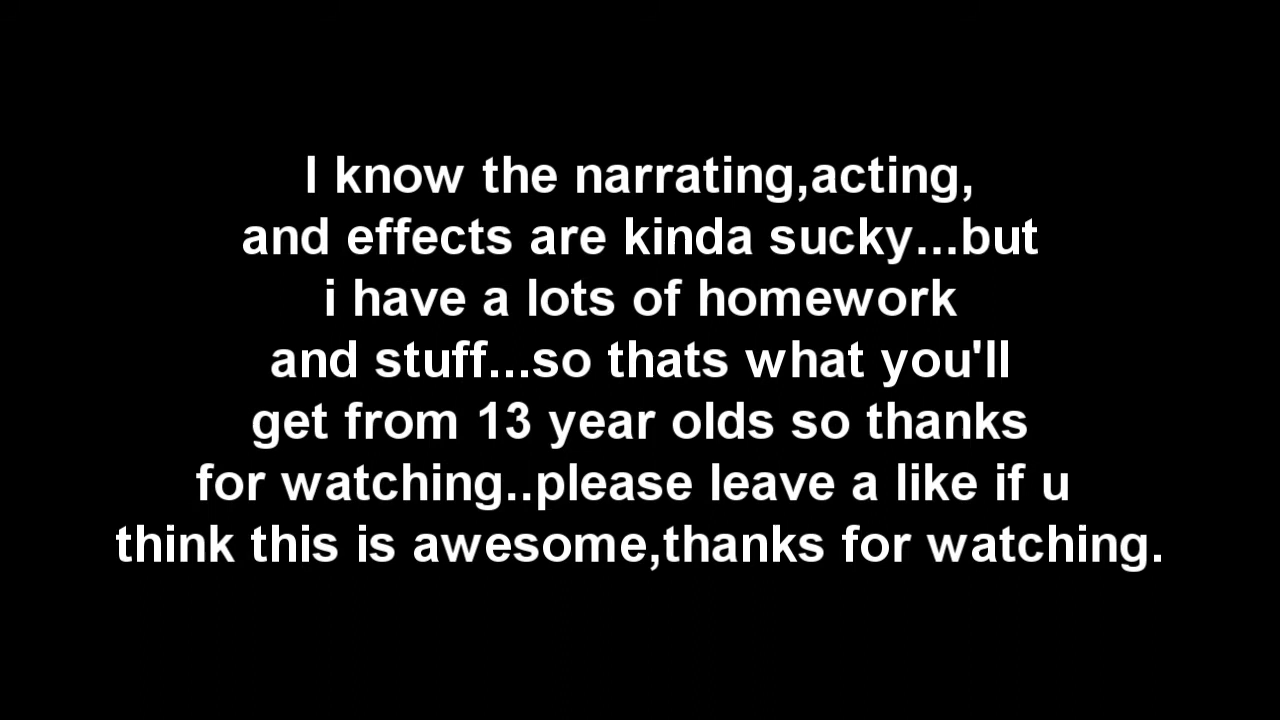 I know the narrating,acting,
and effects are kinda sucky...but
i have a lots of homework
and stuff...so thats what you'll
get from 13 year olds so thanks
for watching..please leave a like if u
think this is awesome,thanks for watching.